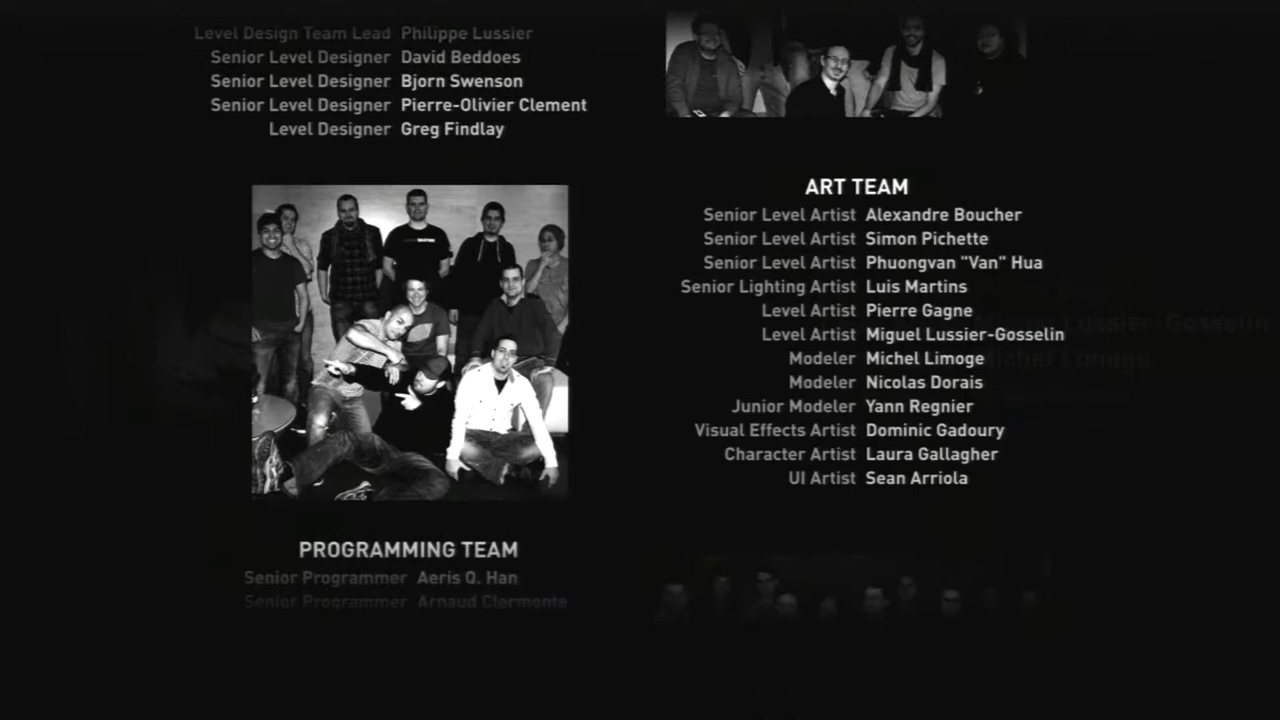 Level Design Team Lead Philippe Lussier
Senior Level Designer David Beddoes
Senior Level Designer Bjorn Swenson
Senior Level Designer Pierre-Olivier Clement
Level Designer Greg Findlay
PROGRAMMING TEAM
Senior Programmer Aeris Q. Han
Senior Programmer Arnaud Clermonte
ART TEAM
Senior Level Artist Alexandre Boucher
Senior Level Artist Simon Pichette
Senior Level Artist Phuongvan "Van" Hua
Senior Lighting Artist Luis Martins
Level Artist Pierre Gagne
Level Artist Miguel Lussier-Gosselin
Modeler Michel Limoge
Modeler Nicolas Dorais
Junior Modeler Yann Regnier
Visual Effects Artist Dominic Gadoury
Character Artist Laura Gallagher
UI Artist Sean Arriola